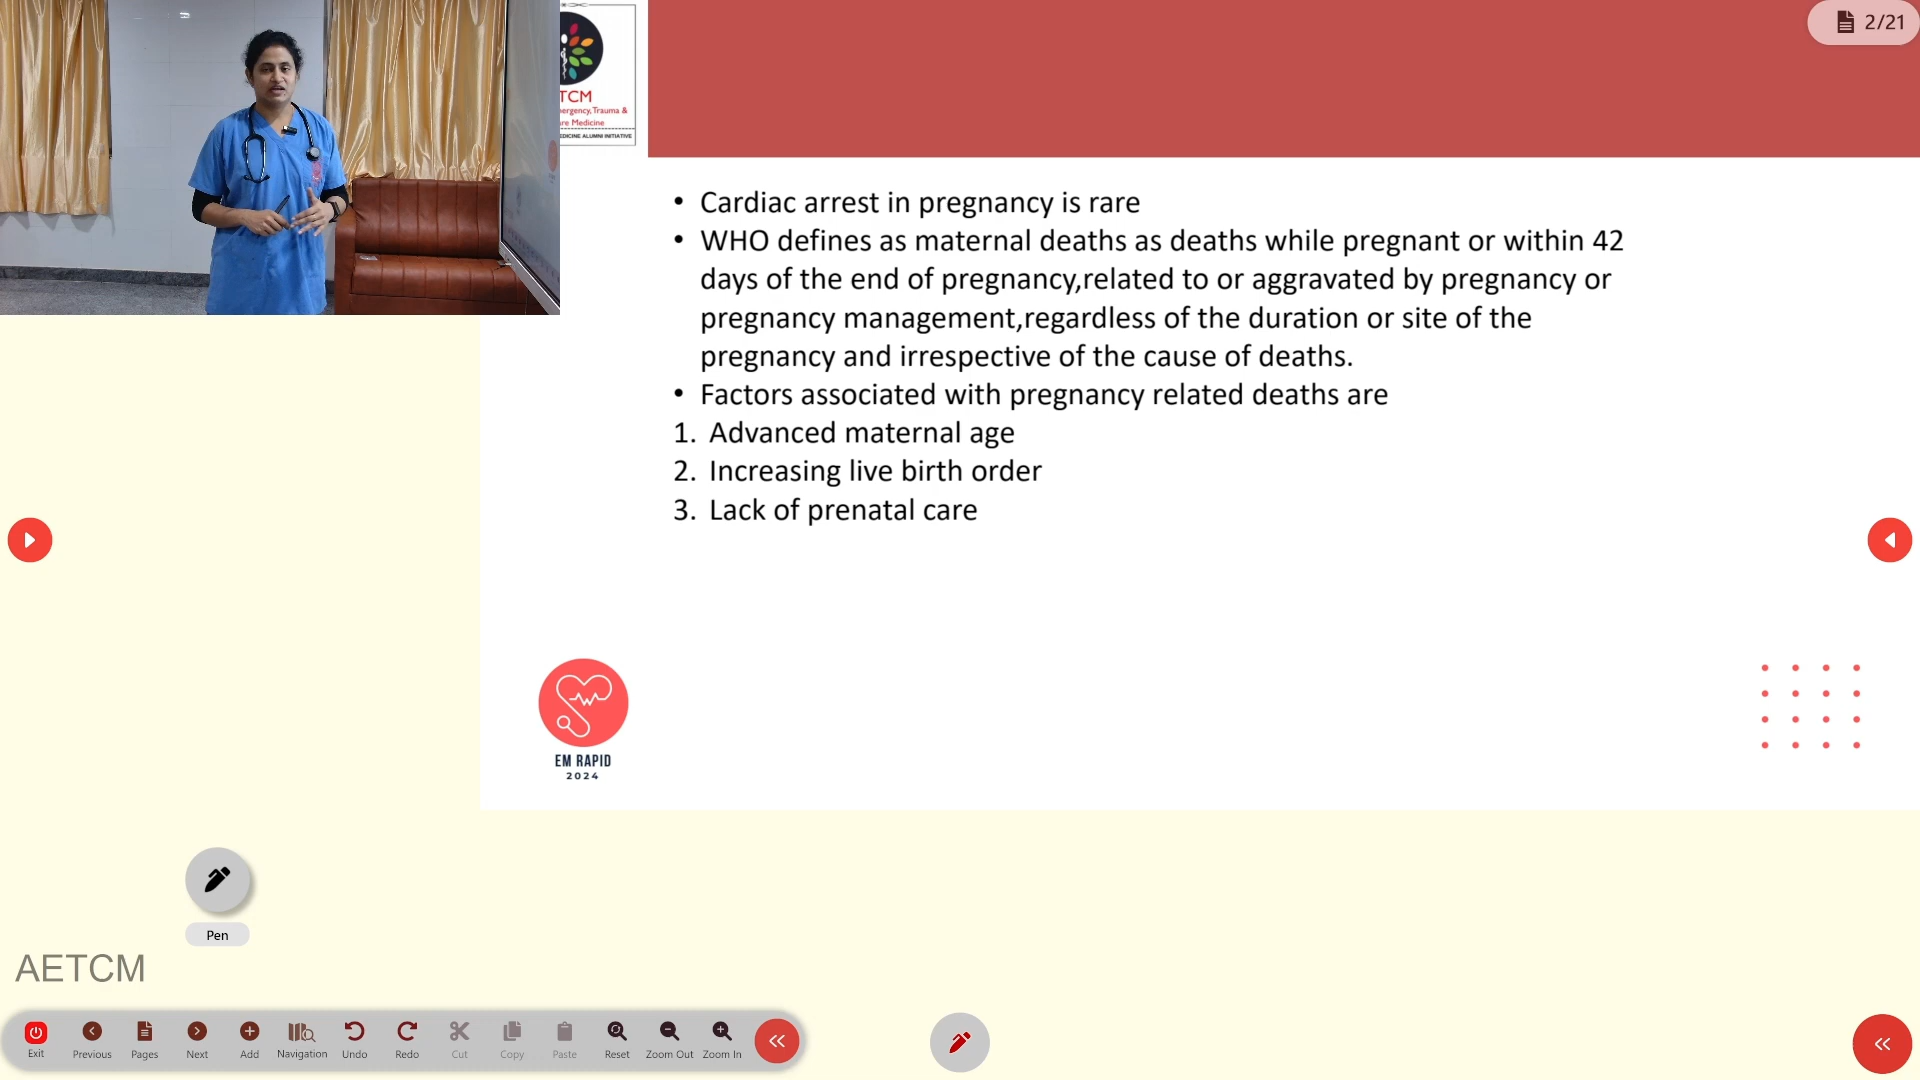 TCM
ergency, Trauma &
re Medicine
EDICINE ALUMNI INITIATIVE
2/21
• Cardiac arrest in pregnancy is rare
• WHO defines as maternal deaths as deaths while pregnant or within 42
days of the end of pregnancy,related to or aggravated by pregnancy or
pregnancy management,regardless of the duration or site of the
pregnancy and irrespective of the cause of deaths.
• Factors associated with pregnancy related deaths are
1. Advanced maternal age
2. Increasing live birth order
3. Lack of prenatal care
EM RAPID
2024
Pen
AETCM
Exit Previous Pages Next Add Navigation Undo Redo Cut Copy Paste Reset Zoom Out Zoom In